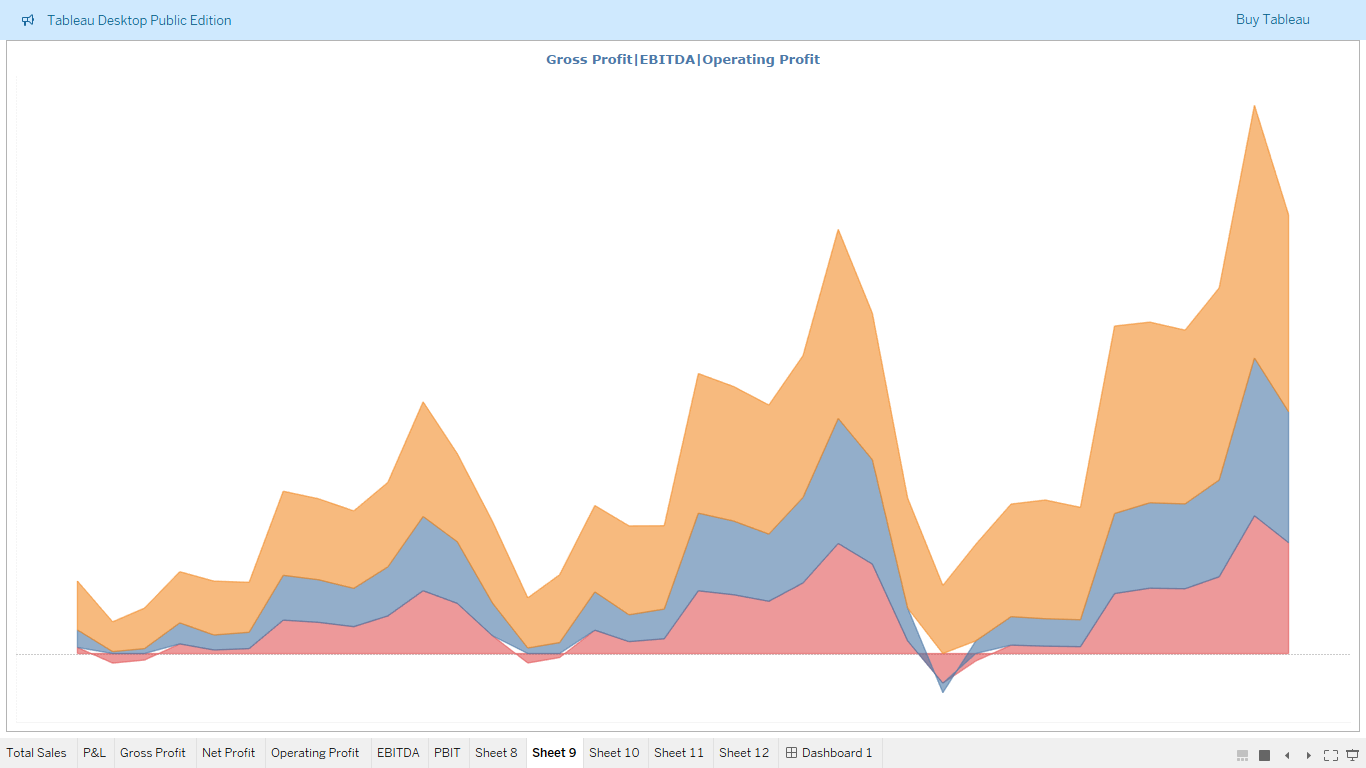 Tableau Desktop Public Edition
Buy Tableau
Gross Profit|EBITDA|Operating Profit
Total Sales P&L Gross Profit Net Profit Operating Profit EBITDA PBIT Sheet 8 Sheet 9 Sheet 10 Sheet 11 Sheet 12 Dashboard 1